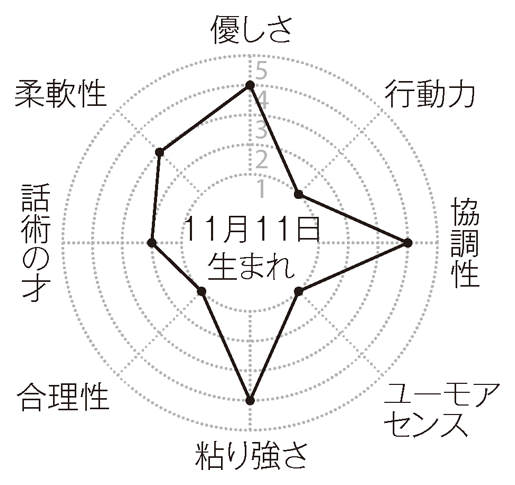 優しさ
柔軟性
行動力
5
4
3
2
1
話術の才
11月11日
生まれ
協調性
合理性
ユーモア
センス
粘り強さ